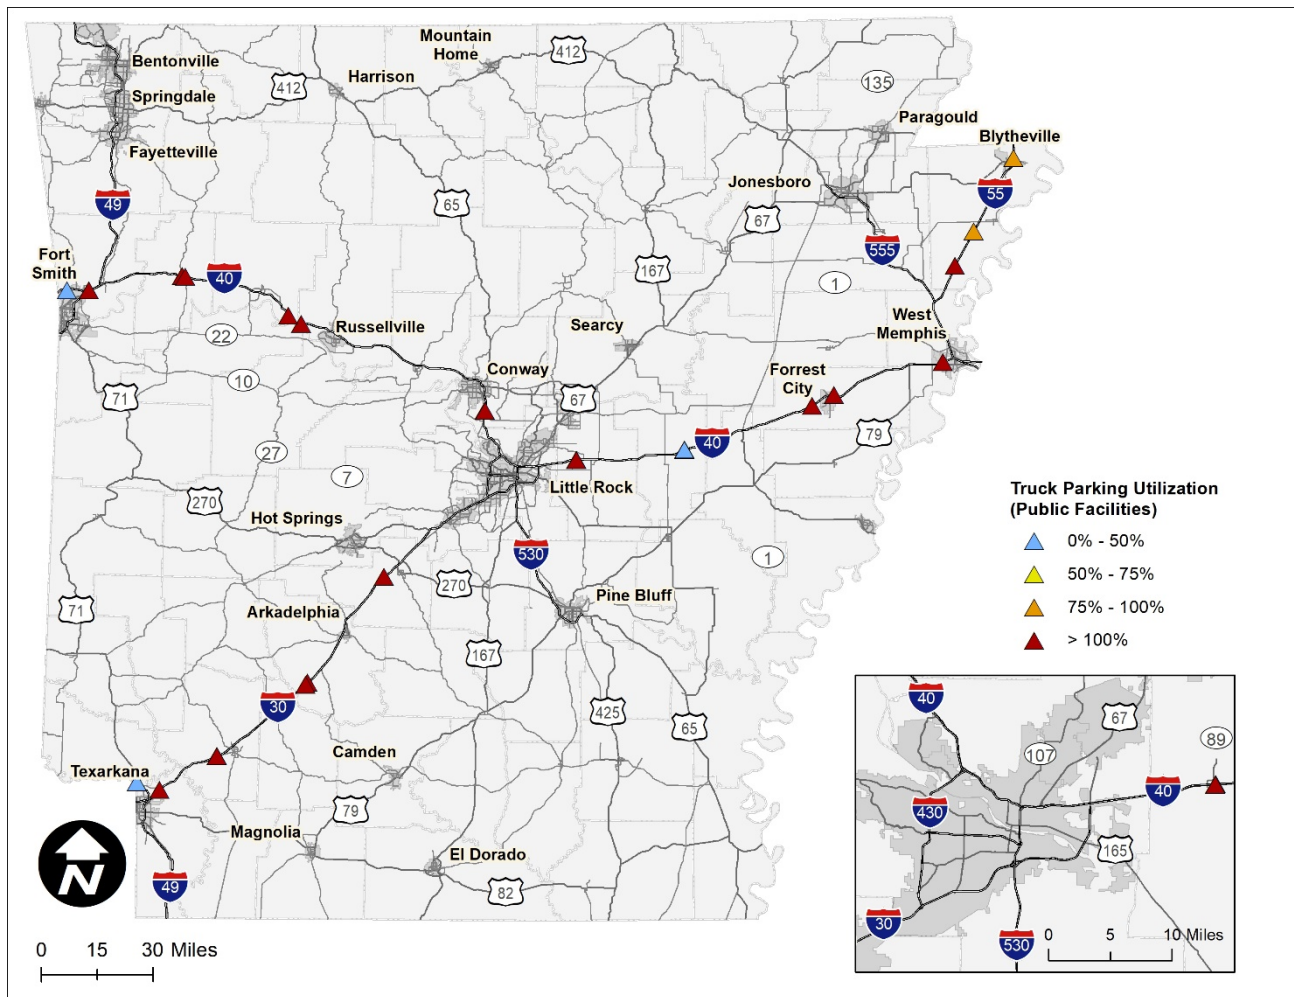 Mountain
Home
412
Bentonville
412
Harrison
135
Springdale
Paragould
Fayetteville
Blytheville
Jonesboro
55
49
65
67
Fort
Smith
555
40
167
1
22
Russellville
Searcy
West
Memphis
10
Conway
Forrest
City
71
67
79
27
40
7
Little Rock
270
Hot Springs
530
1
270
Pine Bluff
71
Arkadelphia
167
30
425
65
Camden
Texarkana
79
Magnolia
El Dorado
49
82
N
0 15 30 Miles
Truck Parking Utilization
(Public Facilities)
0% - 50%
50% - 75%
75% - 100%
> 100%
40
67
89
107
40
430
165
30
530
0 5 10 Miles